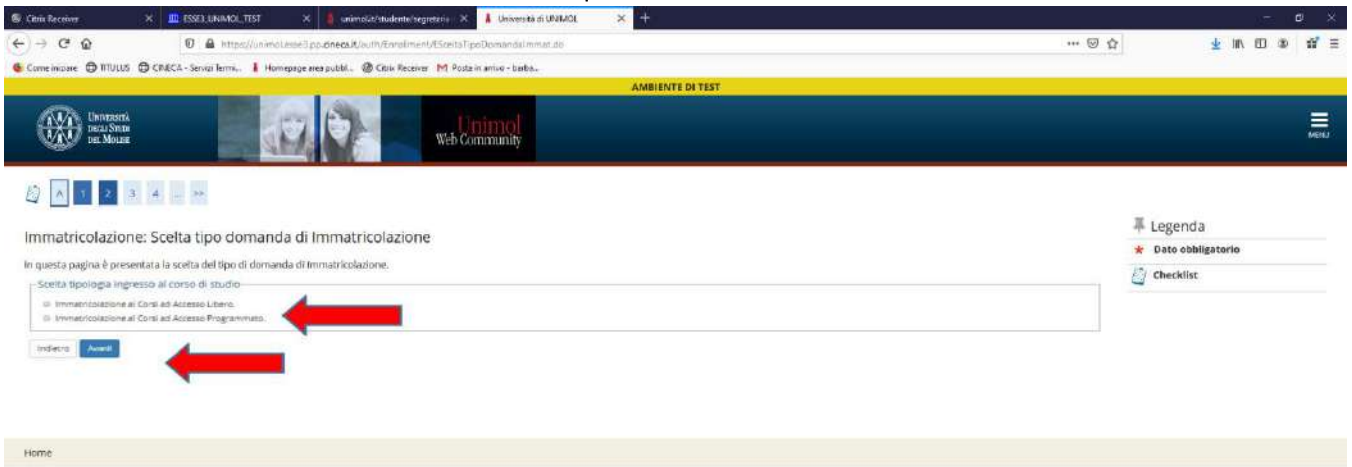 Citrix Receiver
ESSE3_UNIMOL_TEST
unimol.it/studente/segreteria
Università di UNIMOL
https://unimol.esse3.pp.cineca.it/auth/Enrolment/ESceltaTipoDomandaImmat.do
Come iniziare
TITULUS
CINECA - Servizi Termi...
Homepage area pubbl...
Citrix Receiver
Posta in arrivo - barba...
AMBIENTE DI TEST
UNIVERSITÀ
DEGLI STUDI
DEL MOLISE
Unimol
Web Community
MENU
A 1 2 3 4 ... >>
Immatricolazione: Scelta tipo domanda di Immatricolazione
In questa pagina è presentata la scelta del tipo di domanda di Immatricolazione.
Scelta tipologia ingresso al corso di studio
Immatricolazione ai Corsi ad Accesso Libero.
Immatricolazione ai Corsi ad Accesso Programmato.
Indietro
Avanti
Legenda
* Dato obbligatorio
Checklist
Home